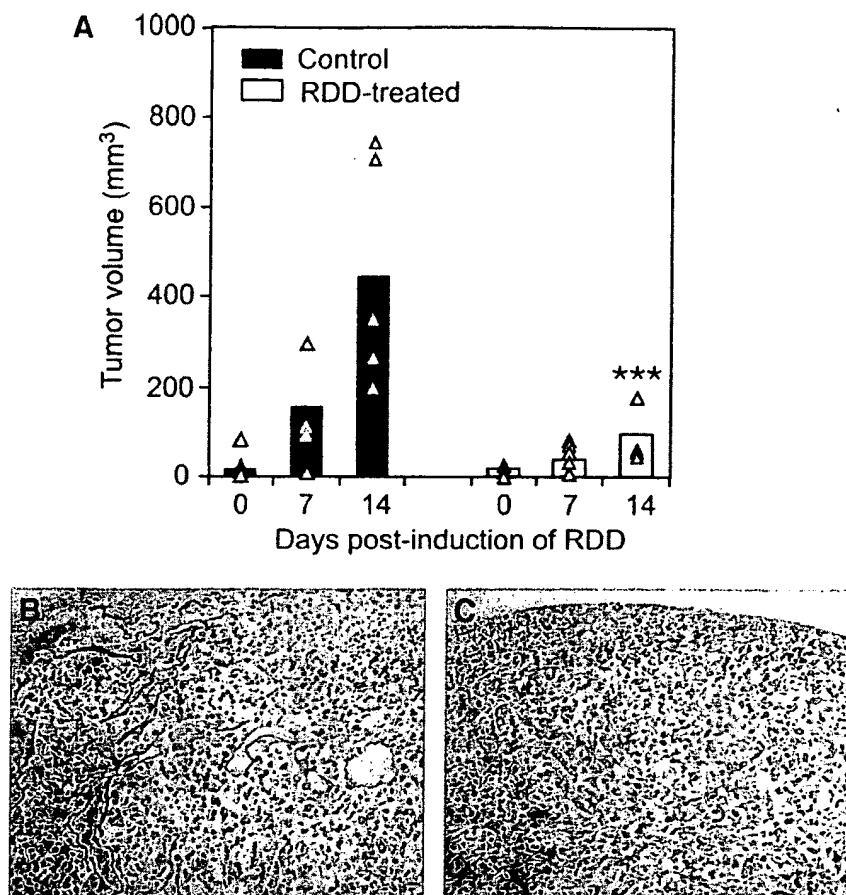 A
1000
800
600
400
200
0
Tumor volume (mm³)
Control
RDD-treated
***
0 7 14 0 7 14
Days post-induction of RDD
B
C